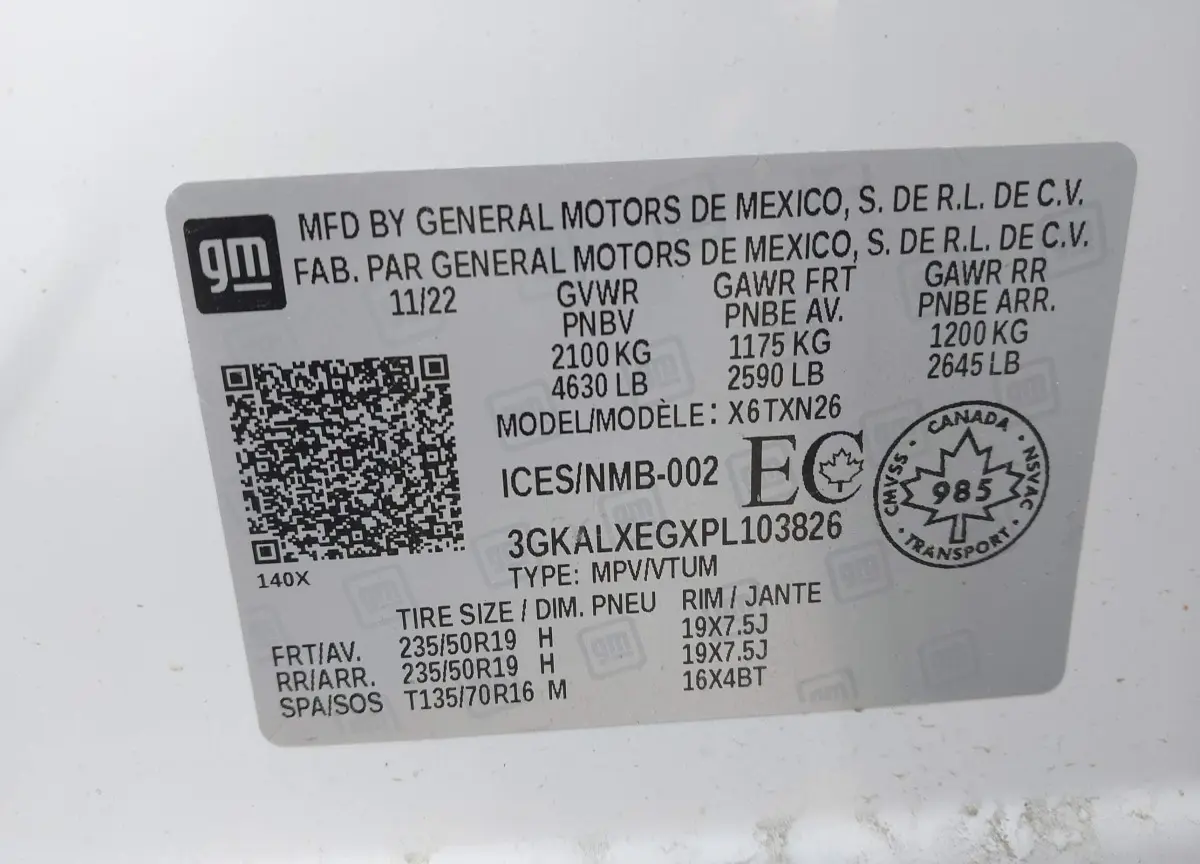 gm
MFD BY GENERAL MOTORS DE MEXICO, S. DE R.L. DE C.V.
FAB. PAR GENERAL MOTORS DE MEXICO, S. DE R.L. DE C.V.
11/22 GVWR GAWR FRT GAWR RR
PNBV PNBE AV. PNBE ARR.
2100 KG 1175 KG 1200 KG
4630 LB 2590 LB 2645 LB
MODEL/MODÈLE: X6TXN26
ICES/NMB-002 EC
CANADA
CMVSS NSVAC
985
TRANSPORT
3GKALXEGXPL103826
140X
TYPE: MPV/VTUM
TIRE SIZE / DIM. PNEU RIM / JANTE
FRT/AV. 235/50R19 H 19X7.5J
RR/ARR. 235/50R19 H 19X7.5J
SPA/SOS T135/70R16 M 16X4BT